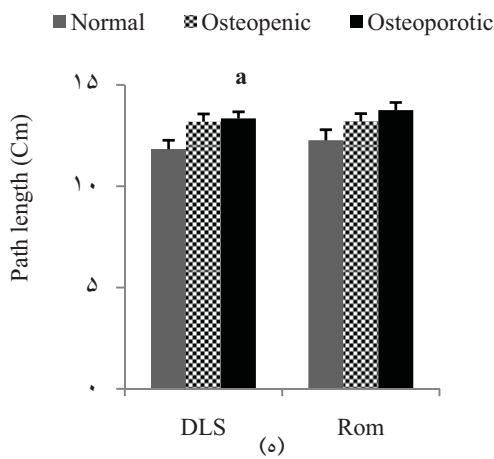 Normal Osteopenic Osteoporotic
a
Path length (Cm)
۱۵
۱۰
۵
۰
DLS Rom
(ه)